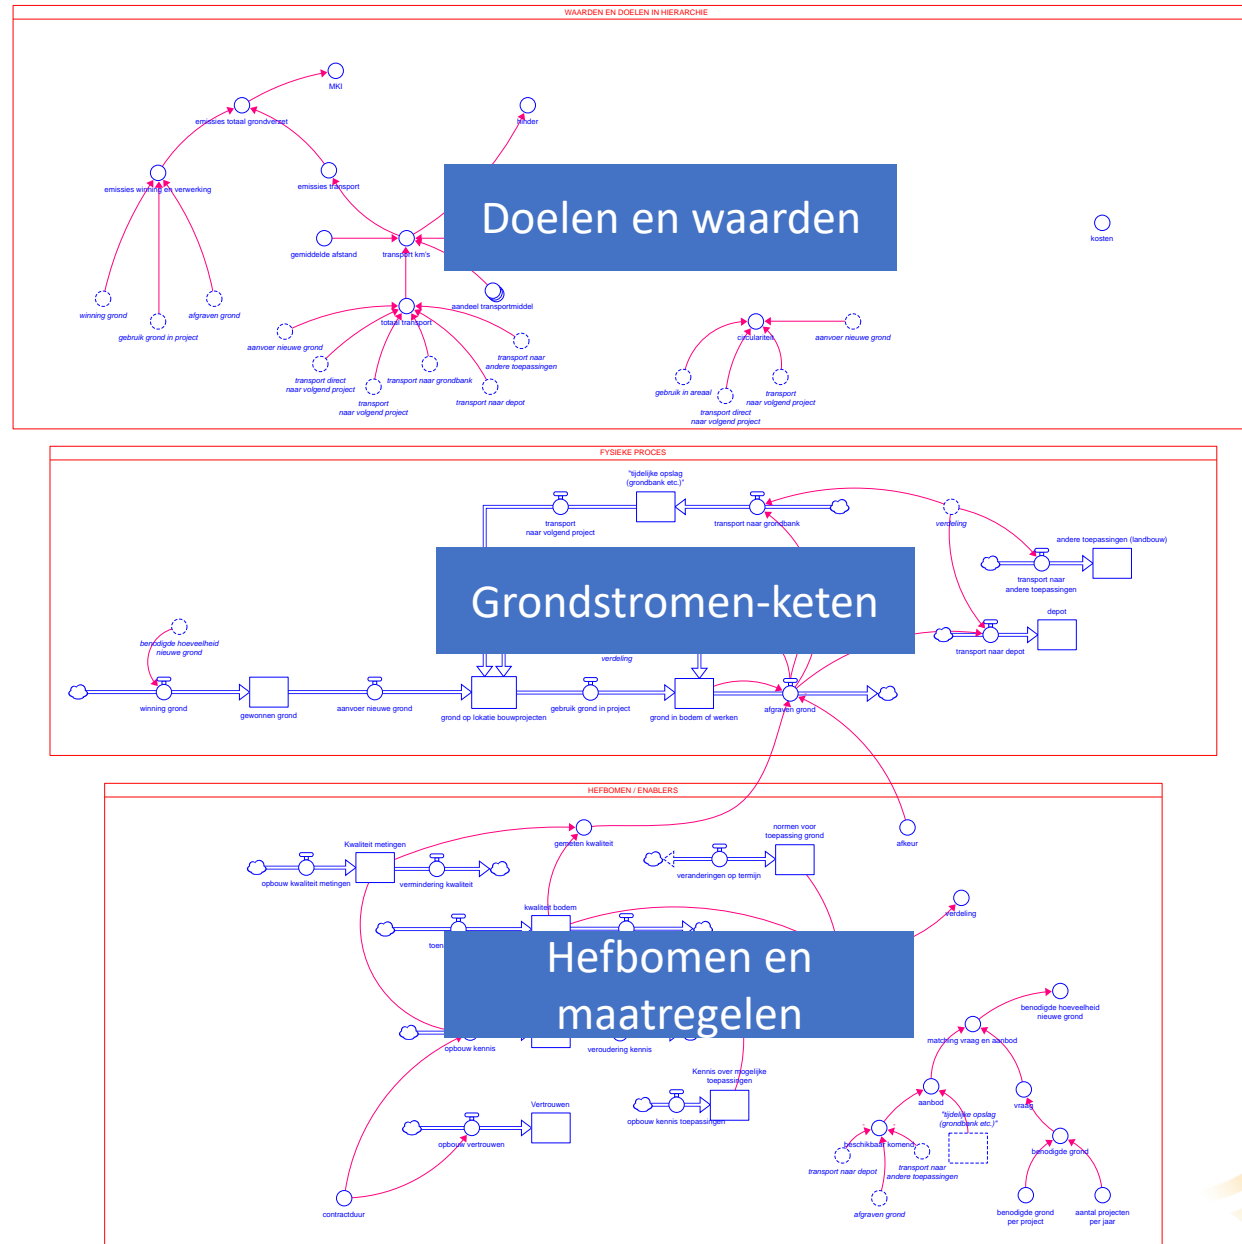 WAARDEN EN DOELEN IN HIERARCHIE
MKI
emissies totaal grondverzet
hinder
emissies winning en verwerking
emissies transport
Doelen en waarden
kosten
gemiddelde afstand
transport km's
aandeel transportmiddel
winning grond
afgraven grond
gebruik grond in project
totaal transport
circulariteit
aanvoer nieuwe grond
aanvoer nieuwe grond
transport naar
andere toepassingen
transport direct
naar volgend project
transport naar grondbank
transport
naar volgend project
transport naar depot
gebruik in areaal
transport
naar volgend project
transport direct
naar volgend project
FYSIEKE PROCES
"tijdelijke opslag
(grondbank etc.)"
transport
naar volgend project
transport naar grondbank
verdeling
andere toepassingen (landbouw)
transport naar
andere toepassingen
Grondstromen-keten
depot
transport naar depot
benodigde hoeveelheid
nieuwe grond
verdeling
winning grond
gewonnen grond
aanvoer nieuwe grond
grond op lokatie bouwprojecten
gebruik grond in project
grond in bodem of werken
afgraven grond
HEFBOMEN / ENABLERS
Kwaliteit metingen
gemeten kwaliteit
normen voor
toepassing grond
afkeur
opbouw kwaliteit metingen
vermindering kwaliteit
veranderingen op termijn
kwaliteit bodem
verdeling
toen
Hefbomen en
maatregelen
opbouw kennis
veroudering kennis
benodigde hoeveelheid
nieuwe grond
matching vraag en aanbod
Kennis over mogelijke
toepassingen
opbouw kennis toepassingen
Vertrouwen
opbouw vertrouwen
aanbod
vraag
"tijdelijke opslag
(grondbank etc.)"
beschikbaar komend
benodigde grond
transport naar depot
transport naar
andere toepassingen
contractduur
afgraven grond
benodigde grond
per project
aantal projecten
per jaar